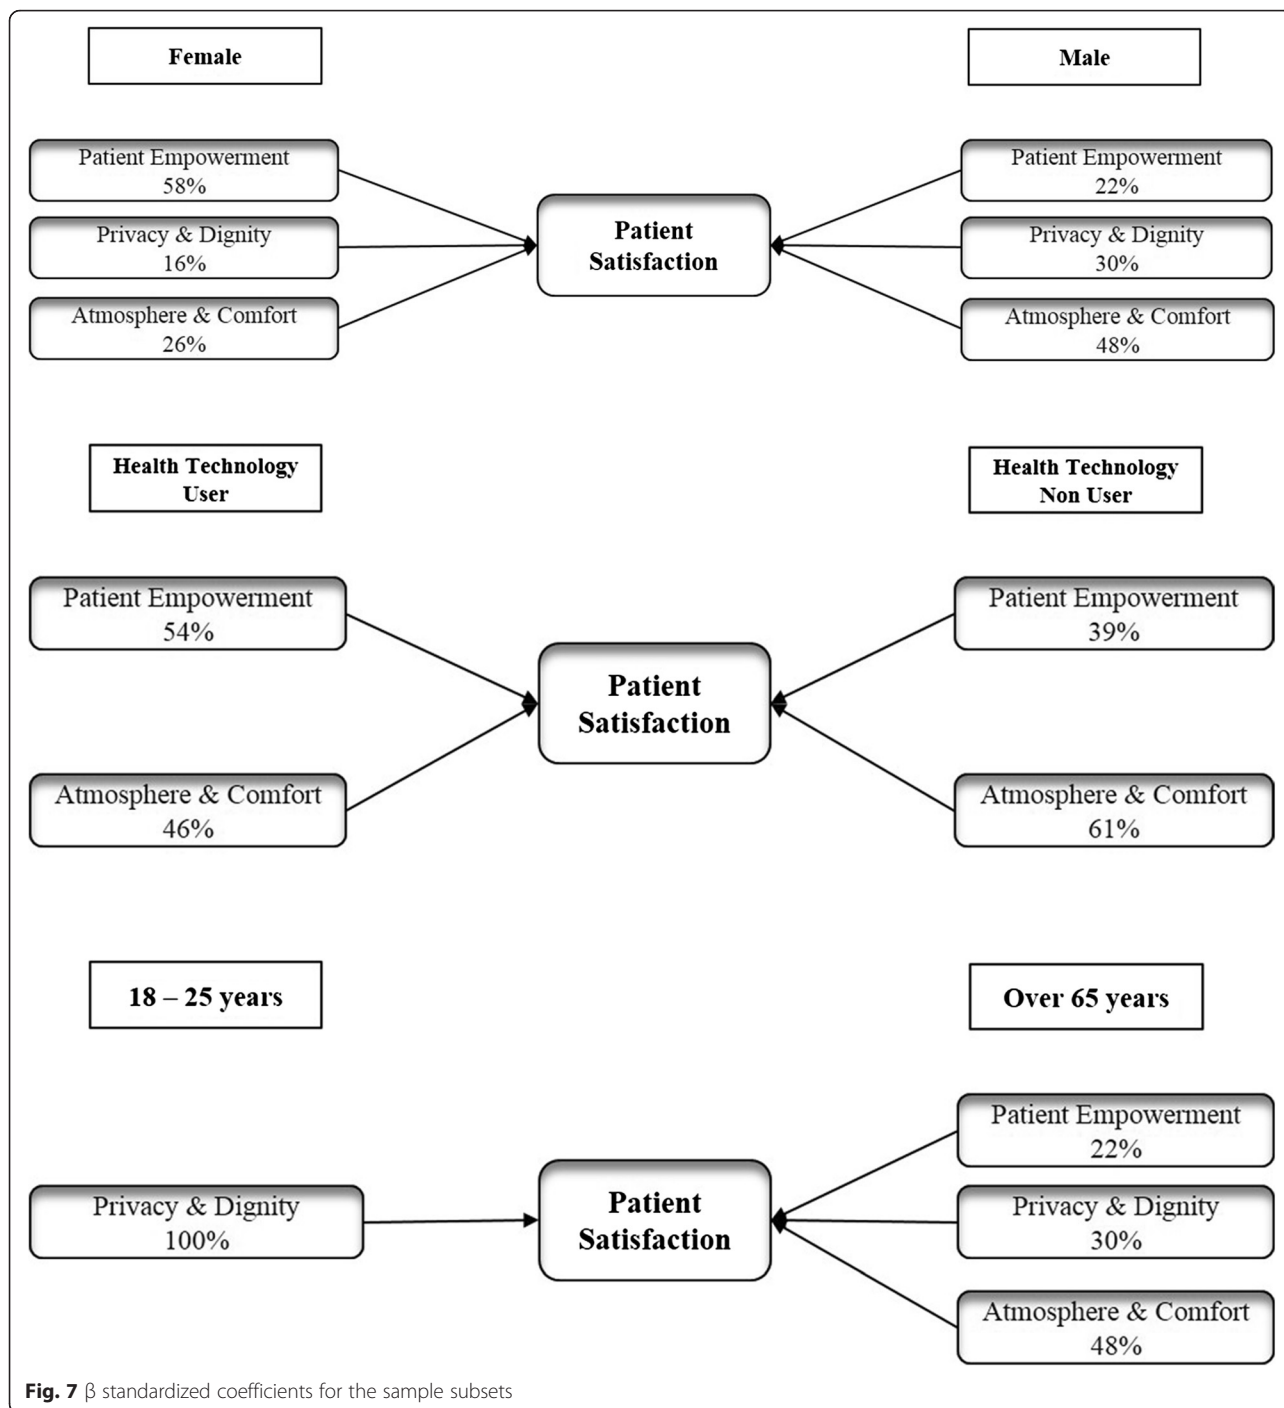 Female
Male
Patient Empowerment
58%
Privacy & Dignity
16%
Atmosphere & Comfort
26%
Patient
Satisfaction
Patient Empowerment
22%
Privacy & Dignity
30%
Atmosphere & Comfort
48%
Health Technology
User
Health Technology
Non User
Patient Empowerment
54%
Atmosphere & Comfort
46%
Patient
Satisfaction
Patient Empowerment
39%
Atmosphere & Comfort
61%
18 – 25 years
Over 65 years
Privacy & Dignity
100%
Patient
Satisfaction
Patient Empowerment
22%
Privacy & Dignity
30%
Atmosphere & Comfort
48%
Fig. 7 β standardized coefficients for the sample subsets